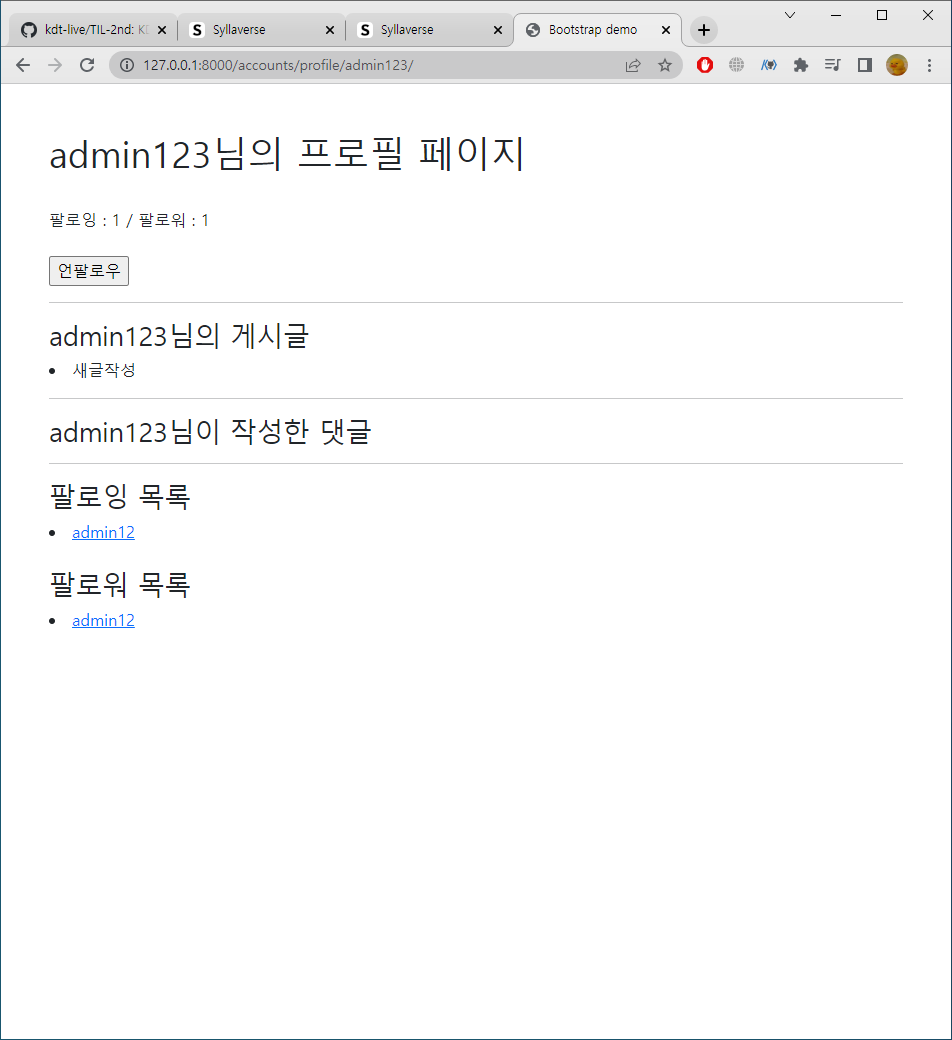 kdt-live/TIL-2nd: KD
Syllaverse
Syllaverse
Bootstrap demo
127.0.0.1:8000/accounts/profile/admin123/
admin123님의 프로필 페이지
팔로잉 : 1 / 팔로워 : 1
언팔로우
admin123님의 게시글
새글작성
admin123님이 작성한 댓글
팔로잉 목록
admin12
팔로워 목록
admin12